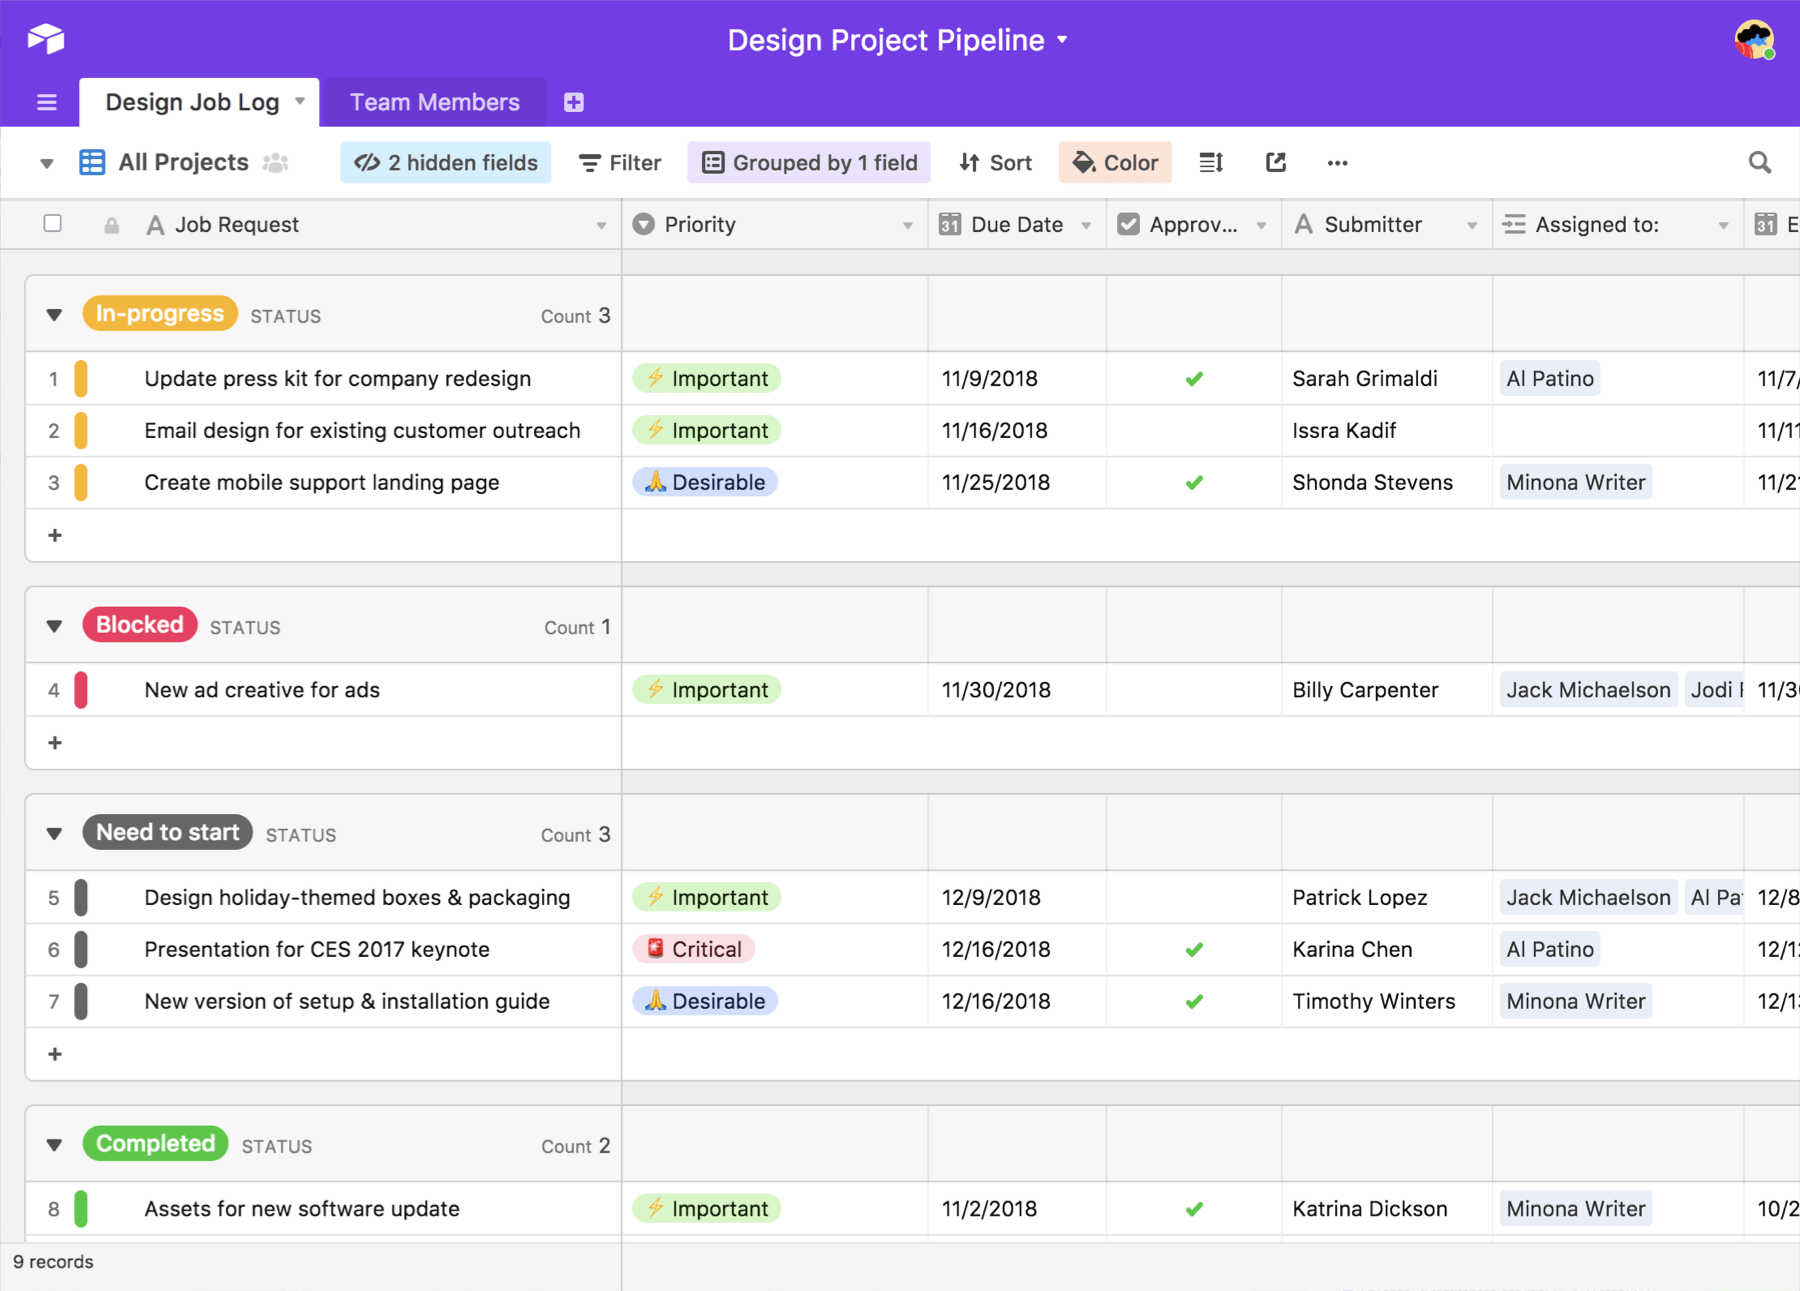 Design Project Pipeline
Design Job Log Team Members
All Projects 2 hidden fields Filter Grouped by 1 field Sort Color
Job Request Priority 31 Due Date Approv... Submitter Assigned to: 31 E
In-progress STATUS Count 3
1 Update press kit for company redesign Important 11/9/2018 Sarah Grimaldi Al Patino 11/7/
2 Email design for existing customer outreach Important 11/16/2018 Issra Kadif 11/11
3 Create mobile support landing page Desirable 11/25/2018 Shonda Stevens Minona Writer 11/21
+
Blocked STATUS Count 1
4 New ad creative for ads Important 11/30/2018 Billy Carpenter Jack Michaelson Jodi 11/30
+
Need to start STATUS Count 3
5 Design holiday-themed boxes & packaging Important 12/9/2018 Patrick Lopez Jack Michaelson Al Pat 12/8
6 Presentation for CES 2017 keynote Critical 12/16/2018 Karina Chen Al Patino 12/12
7 New version of setup & installation guide Desirable 12/16/2018 Timothy Winters Minona Writer 12/13
+
Completed STATUS Count 2
8 Assets for new software update Important 11/2/2018 Katrina Dickson Minona Writer 10/2
9 records